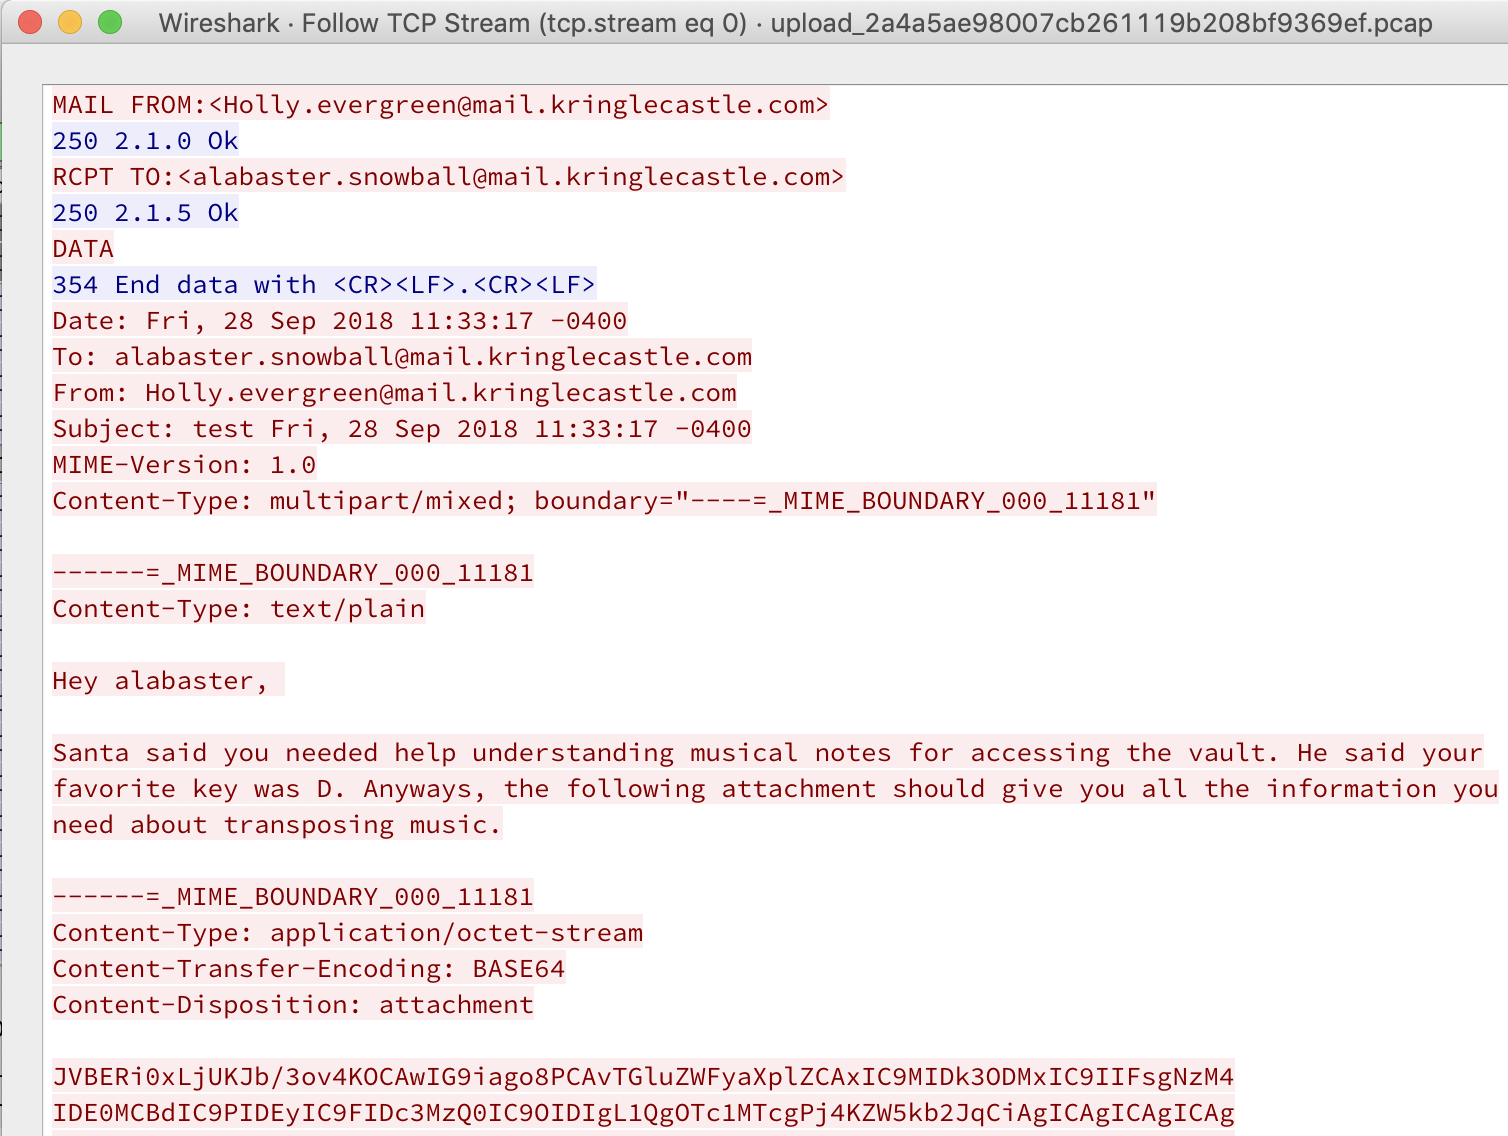 Wireshark · Follow TCP Stream (tcp.stream eq 0) · upload_2a4a5ae98007cb261119b208bf9369ef.pcap
MAIL FROM:<Holly.evergreen@mail.kringlecastle.com>
250 2.1.0 Ok
RCPT TO:<alabaster.snowball@mail.kringlecastle.com>
250 2.1.5 Ok
DATA
354 End data with <CR><LF>.<CR><LF>
Date: Fri, 28 Sep 2018 11:33:17 -0400
To: alabaster.snowball@mail.kringlecastle.com
From: Holly.evergreen@mail.kringlecastle.com
Subject: test Fri, 28 Sep 2018 11:33:17 -0400
MIME-Version: 1.0
Content-Type: multipart/mixed; boundary="----=_MIME_BOUNDARY_000_11181"
------=_MIME_BOUNDARY_000_11181
Content-Type: text/plain
Hey alabaster,
Santa said you needed help understanding musical notes for accessing the vault. He said your
favorite key was D. Anyways, the following attachment should give you all the information you
need about transposing music.
------=_MIME_BOUNDARY_000_11181
Content-Type: application/octet-stream
Content-Transfer-Encoding: BASE64
Content-Disposition: attachment
JVBERi0xLjUKJb/3ov4KOCAwIG9iago8PCAvTGluZWFyaXplZCAxIC9MIDk3ODMxIC9IIFsgNzM4
IDE0MCBdIC9PIDEyIC9FIDc3MzQ0IC9OIDIgL1QgOTc1MTcgPj4KZW5kb2JqCiAgICAgICAgICAg